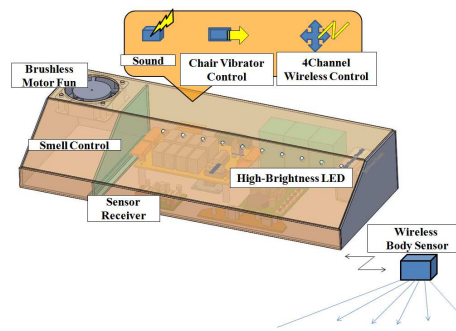 Sound
Chair Vibrator
Control
4Channel
Wireless Control
Brushless
Motor Fun
Smell Control
High-Brightness LED
Sensor
Receiver
Wireless
Body Sensor